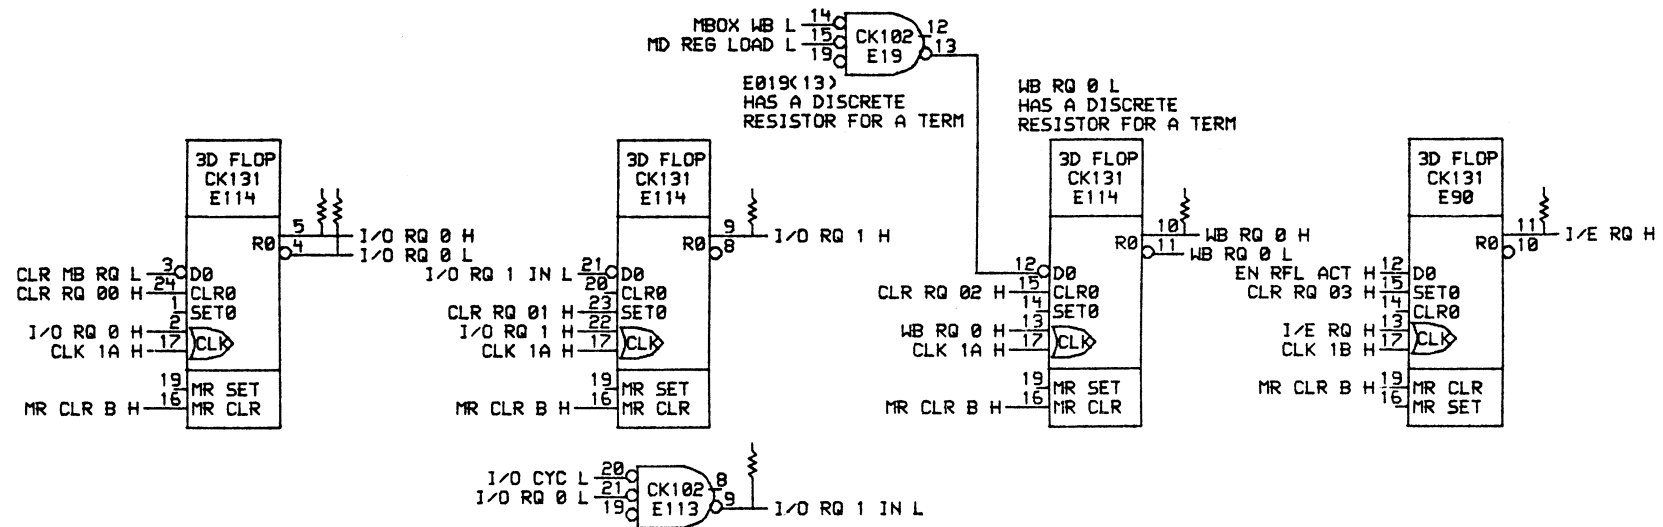 MBOX WB L 14
MD REG LOAD L 15
19
CK102
E19
12
13
E019(13)
HAS A DISCRETE
RESISTOR FOR A TERM
WB RQ 0 L
HAS A DISCRETE
RESISTOR FOR A TERM
3D FLOP
CK131
E114
R0
5 I/O RQ 0 H
4 I/O RQ 0 L
CLR MB RQ L 3 D0
CLR RQ 00 H 24 CLR0
1 SET0
I/O RQ 0 H 2
CLK 1A H 17
CLK
19 MR SET
MR CLR B H 16 MR CLR
3D FLOP
CK131
E114
R0
9 I/O RQ 1 H
8
I/O RQ 1 IN L 21 D0
20 CLR0
CLR RQ 01 H 23 SET0
I/O RQ 1 H 22
CLK 1A H 17
CLK
19 MR SET
MR CLR B H 16 MR CLR
3D FLOP
CK131
E114
R0
10 WB RQ 0 H
11 WB RQ 0 L
12 D0
CLR RQ 02 H 15 CLR0
14 SET0
WB RQ 0 H 13
CLK 1A H 17
CLK
19 MR SET
MR CLR B H 16 MR CLR
3D FLOP
CK131
E90
R0
11 I/E RQ H
10
EN RFL ACT H 12 D0
CLR RQ 03 H 15 SET0
14 CLR0
I/E RQ H 13
CLK 1B H 17
CLK
MR CLR B H 19 MR CLR
16 MR SET
I/O CYC L 20
I/O RQ 0 L 21
19
CK102
E113
8
9 I/O RQ 1 IN L